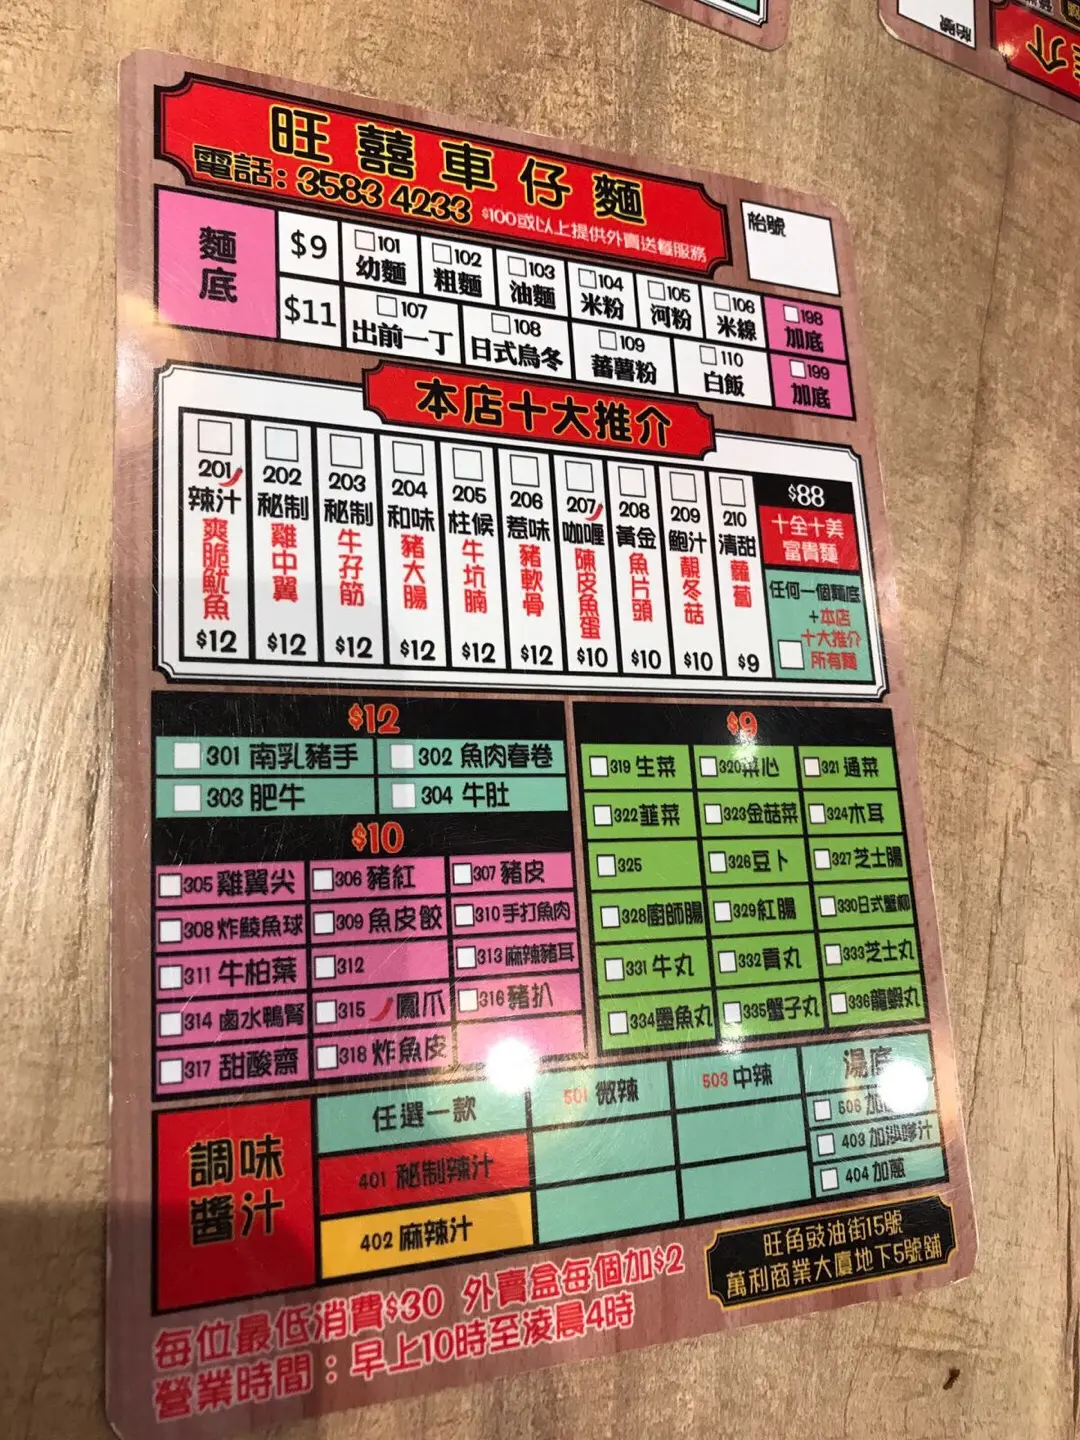 旺囍車仔麵
電話：3583 4233 $100或以上提供外賣送餐服務
枱號
麵底
$9 101 幼麵 102 粗麵 103 油麵 104 米粉 105 河粉 106 米線 198 加底
$11 107 出前一丁 108 日式烏冬 109 蕃薯粉 110 白飯 199 加底
本店十大推介
201 辣汁 爽脆魷魚 $12
202 秘制 雞中翼 $12
203 秘制 牛孖筋 $12
204 和味 豬大腸 $12
205 柱候 牛坑腩 $12
206 惹味 豬軟骨 $12
207 咖喱 陳皮魚蛋 $10
208 黃金 魚片頭 $10
209 鮑汁 靚冬菇 $10
210 清甜 蘿蔔 $9
$88
十全十美
富貴麵
任何一個麵底
+本店
十大推介
所有麵
$12
301 南乳豬手 302 魚肉春卷
303 肥牛 304 牛肚
$10
305 雞翼尖 306 豬紅 307 豬皮
308 炸鯪魚球 309 魚皮餃 310 手打魚肉
311 牛柏葉 312 313 麻辣豬耳
314 鹵水鴨腎 315 鳳爪 316 豬扒
317 甜酸齋 318 炸魚皮
$9
319 生菜 320 菜心 321 通菜
322 韮菜 323 金菇菜 324 木耳
325 326 豆卜 327 芝士腸
328 廚師腸 329 紅腸 330 日式蟹柳
331 牛丸 332 貢丸 333 芝士丸
334 墨魚丸 335 蟹子丸 336 龍蝦丸
調味醬汁
任選一款 501 微辣 503 中辣 湯底
401 秘制辣汁
402 麻辣汁
加
403 加沙嗲汁
404 加蔥
每位最低消費$30 外賣盒每個加$2
營業時間：早上10時至淩晨4時
旺角豉油街15號
萬利商業大廈地下5號舖
枱號
介